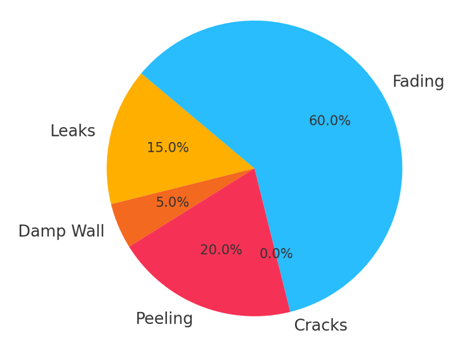 Fading
60.0%
Leaks
15.0%
5.0%
Damp Wall
20.0%
0.0%
Peeling
Cracks